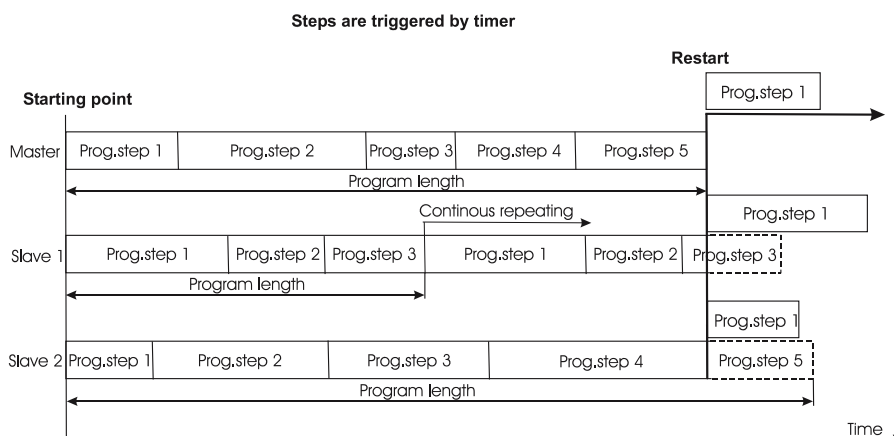 Steps are triggered by timer
Restart
Prog.step 1
Starting point
Master
Prog.step 1
Prog.step 2
Prog.step 3
Prog.step 4
Prog.step 5
Program length
Continous repeating
Prog.step 1
Slave 1
Prog.step 1
Prog.step 2
Prog.step 3
Prog.step 1
Prog.step 2
Prog.step 3
Program length
Prog.step 1
Slave 2
Prog.step 1
Prog.step 2
Prog.step 3
Prog.step 4
Prog.step 5
Program length
Time